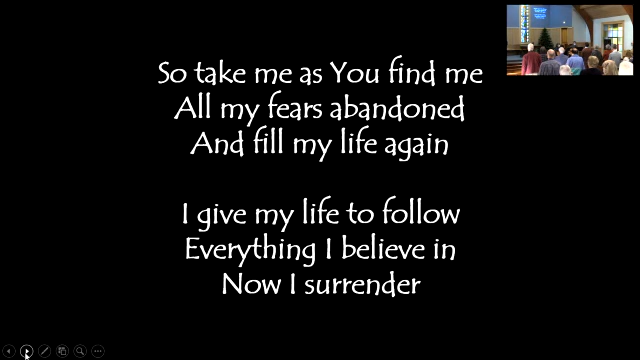 So take me as You find me
All my fears abandoned
And fill my life again
I give my life to follow
Everything I believe in
Now I surrender